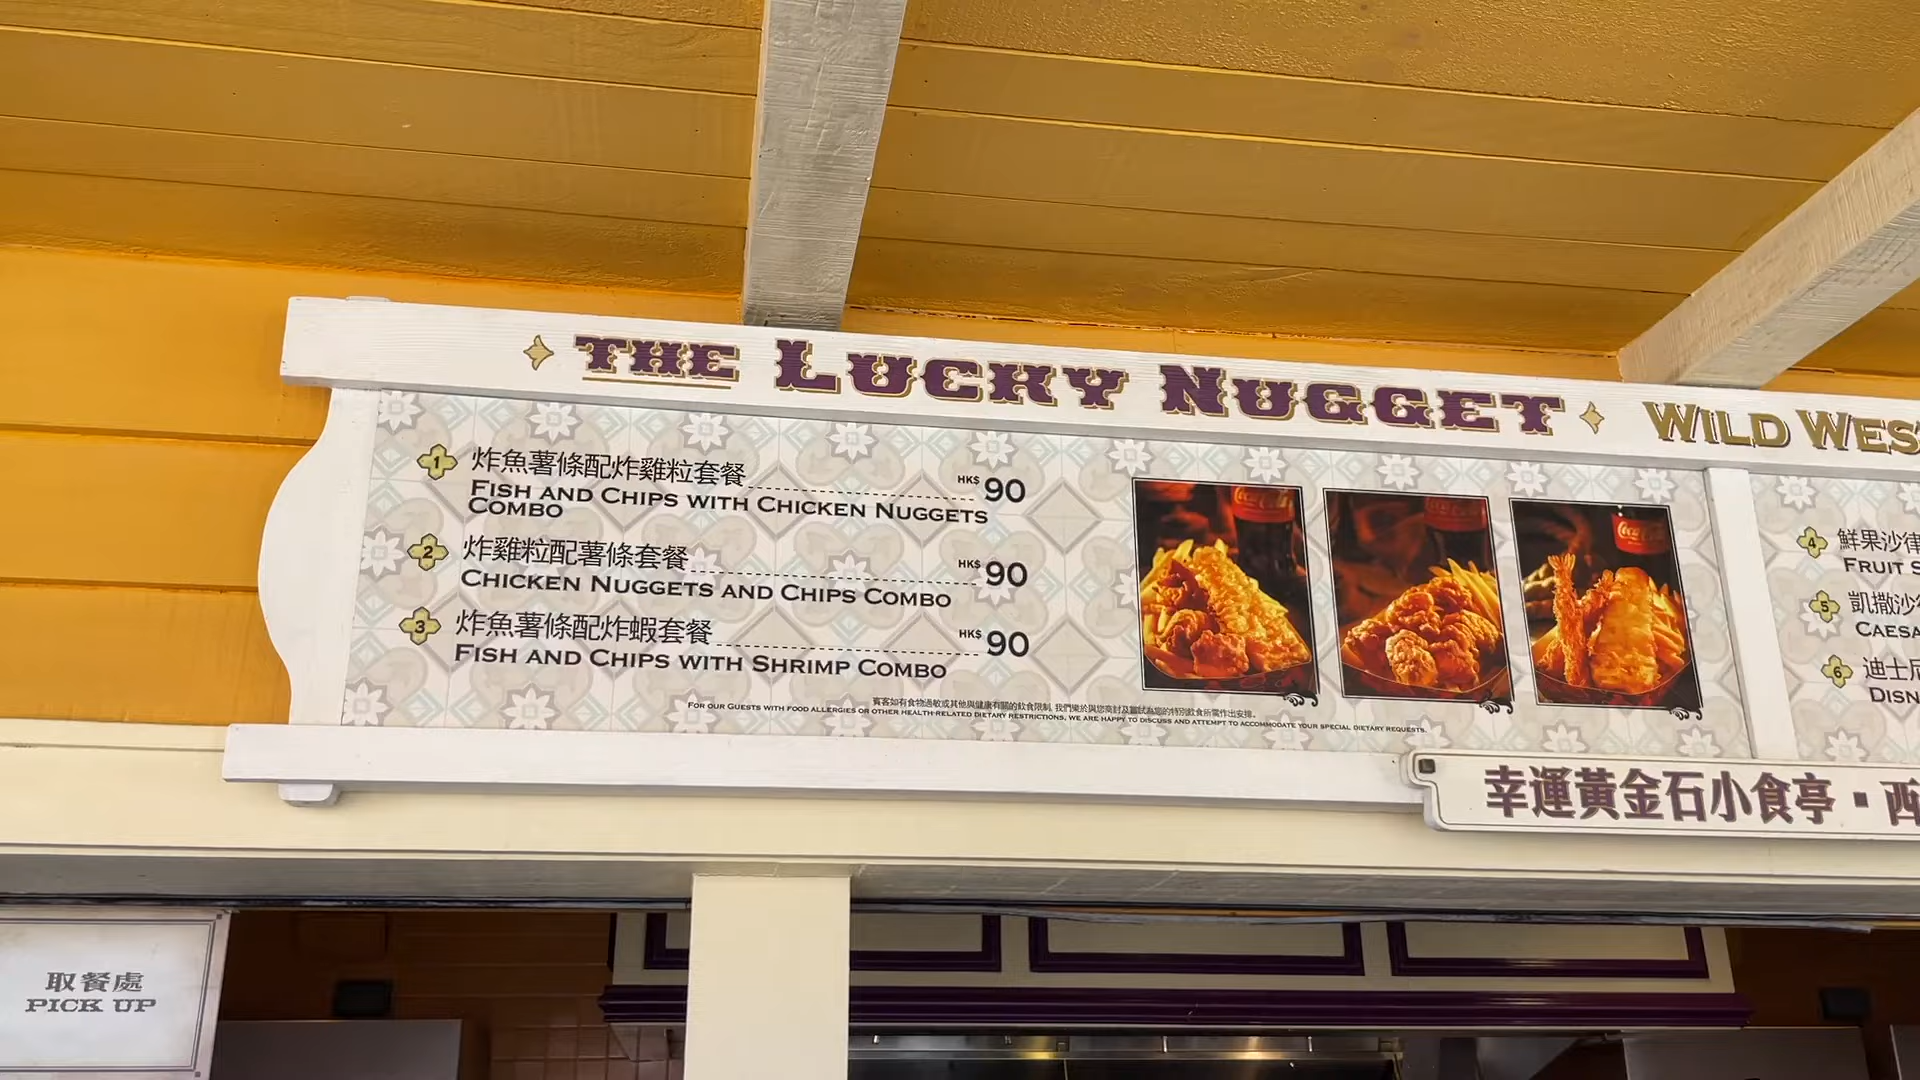 THE LUCKY NUGGET
WILD WES
1 炸魚薯條配炸雞粒套餐 HK$ 90
FISH AND CHIPS WITH CHICKEN NUGGETS
COMBO
2 炸雞粒配薯條套餐 HK$ 90
CHICKEN NUGGETS AND CHIPS COMBO
3 炸魚薯條配炸蝦套餐 HK$ 90
FISH AND CHIPS WITH SHRIMP COMBO
賓客如有食物過敏或其他與健康有關的飲食限制, 我們樂於與您商討及嘗試為您的特別飲食所需作出安排。
FOR OUR GUESTS WITH FOOD ALLERGIES OR OTHER HEALTH-RELATED DIETARY RESTRICTIONS, WE ARE HAPPY TO DISCUSS AND ATTEMPT TO ACCOMMODATE YOUR SPECIAL DIETARY REQUESTS.
Coca-Cola
4 鮮果沙律
FRUIT S
5 凱撒沙律
CAESA
6 迪士尼
DISN
幸運黃金石小食亭 · 西
取餐處
PICK UP